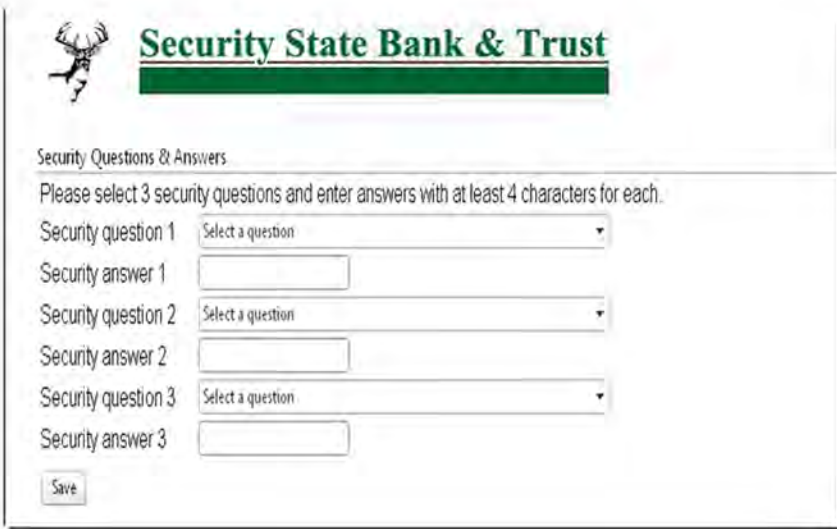 Security State Bank & Trust
Security Questions & Answers
Please select 3 security questions and enter answers with at least 4 characters for each.
Security question 1 Select a question
Security answer 1
Security question 2 Select a question
Security answer 2
Security question 3 Select a question
Security answer 3
Save